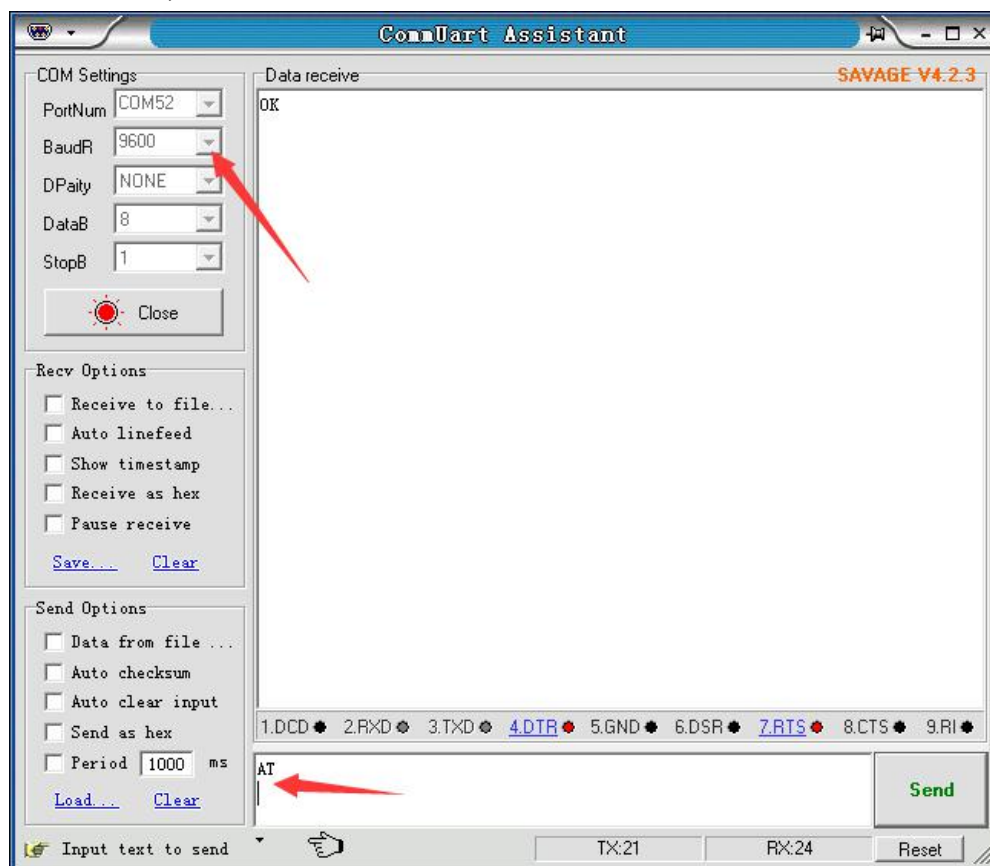 CommUart Assistant
COM Settings
PortNum COM52
BaudR 9600
DPaity NONE
DataB 8
StopB 1
Close
Recv Options
Receive to file...
Auto linefeed
Show timestamp
Receive as hex
Pause receive
Save... Clear
Send Options
Data from file ...
Auto checksum
Auto clear input
Send as hex
Period 1000 ms
Load... Clear
Data receive SAVAGE V4.2.3
OK
1.DCD 2.RXD 3.TXD 4.DTR 5.GND 6.DSR 7.RTS 8.CTS 9.RI
AT
Send
Input text to send TX:21 RX:24 Reset